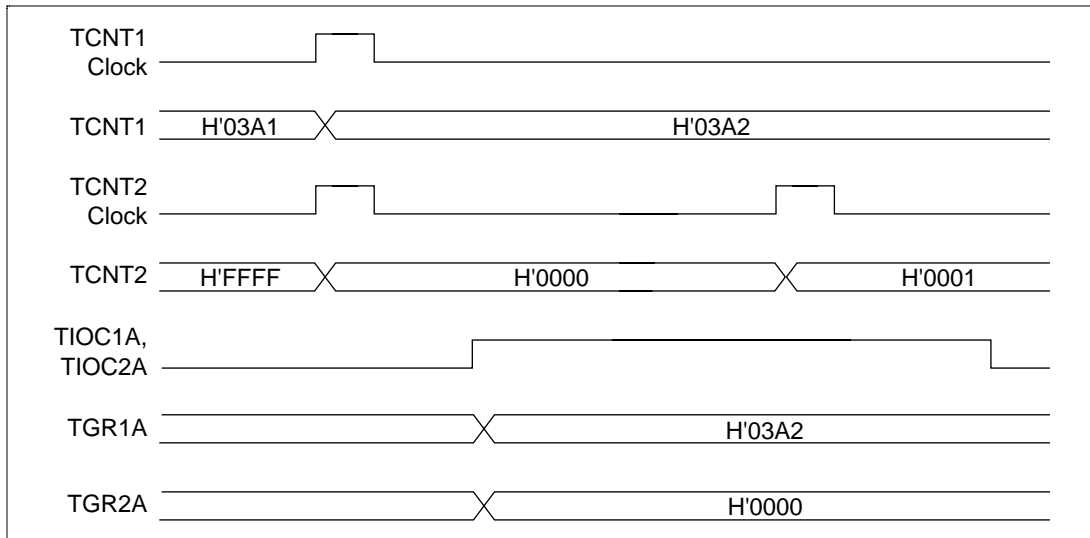 TCNT1
Clock
TCNT1
H'03A1
H'03A2
TCNT2
Clock
TCNT2
H'FFFF
H'0000
H'0001
TIOC1A,
TIOC2A
TGR1A
H'03A2
TGR2A
H'0000